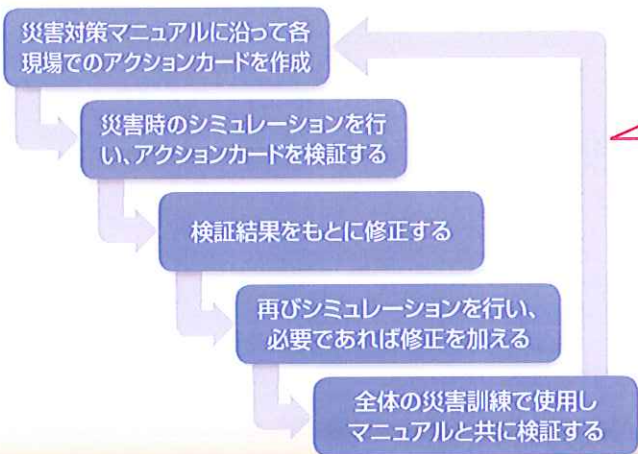 災害対策マニュアルに沿って各
現場でのアクションカードを作成
災害時のシミュレーションを行
い、アクションカードを検証する
検証結果をもとに修正する
再びシミュレーションを行い、
必要であれば修正を加える
全体の災害訓練で使用し
マニュアルと共に検証する